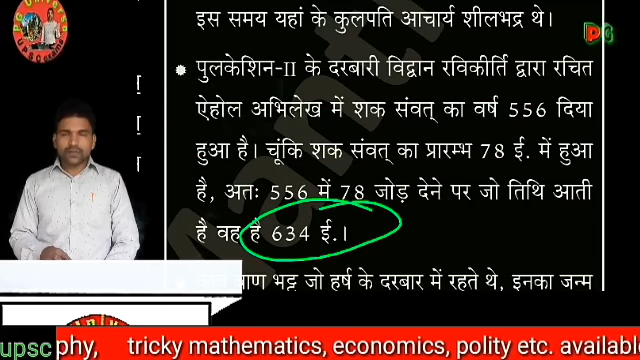 इस समय यहां के कुलपति आचार्य शीलभद्र थे।
पुलकेशिन-II के दरबारी विद्वान रविकीर्ति द्वारा रचित
ऐहोल अभिलेख में शक संवत् का वर्ष 556 दिया
हुआ है। चूंकि शक संवत् का प्रारम्भ 78 ई. में हुआ
है, अतः 556 में 78 जोड़ देने पर जो तिथि आती
है वह है 634 ई.।
बाण भट्ट जो हर्ष के दरबार में रहते थे, इनका जन्म
PG
upsc phy, tricky mathematics, economics, polity etc. available